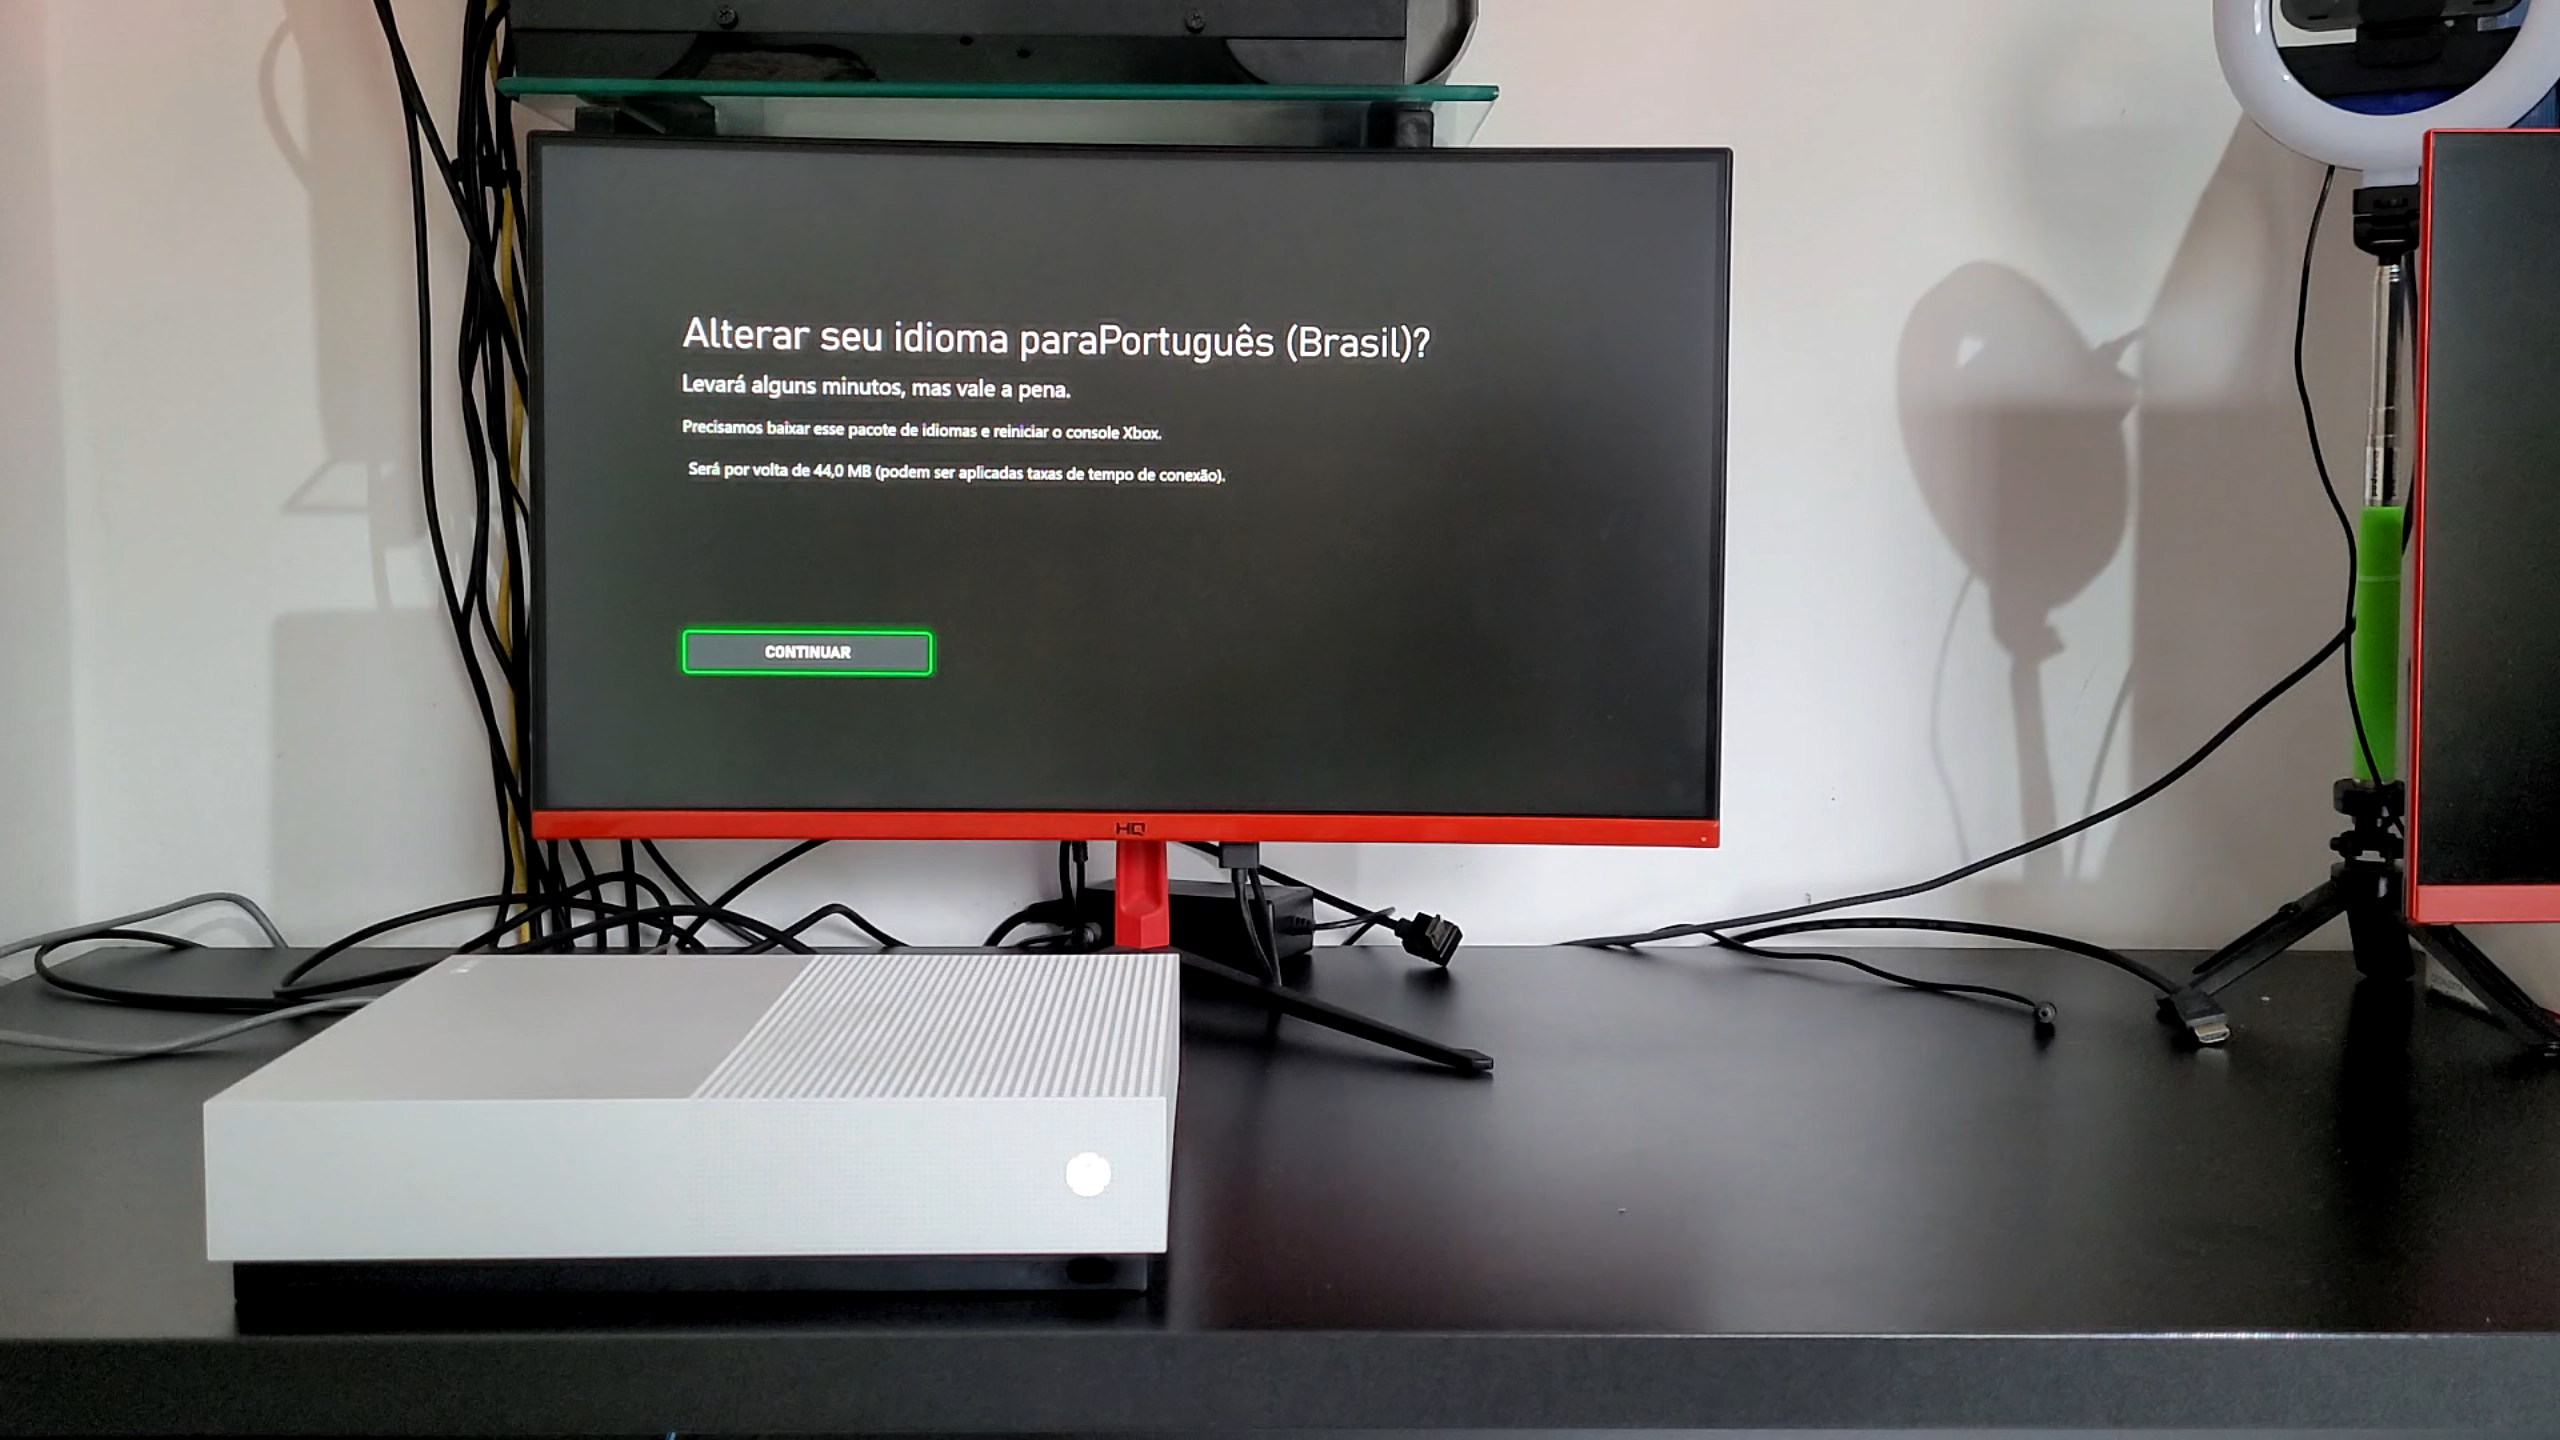 Alterar seu idioma paraPortuguês (Brasil)?
Levará alguns minutos, mas vale a pena.
Precisamos baixar esse pacote de idiomas e reiniciar o console Xbox.
Será por volta de 44,0 MB (podem ser aplicadas taxas de tempo de conexão).
CONTINUAR
HQ